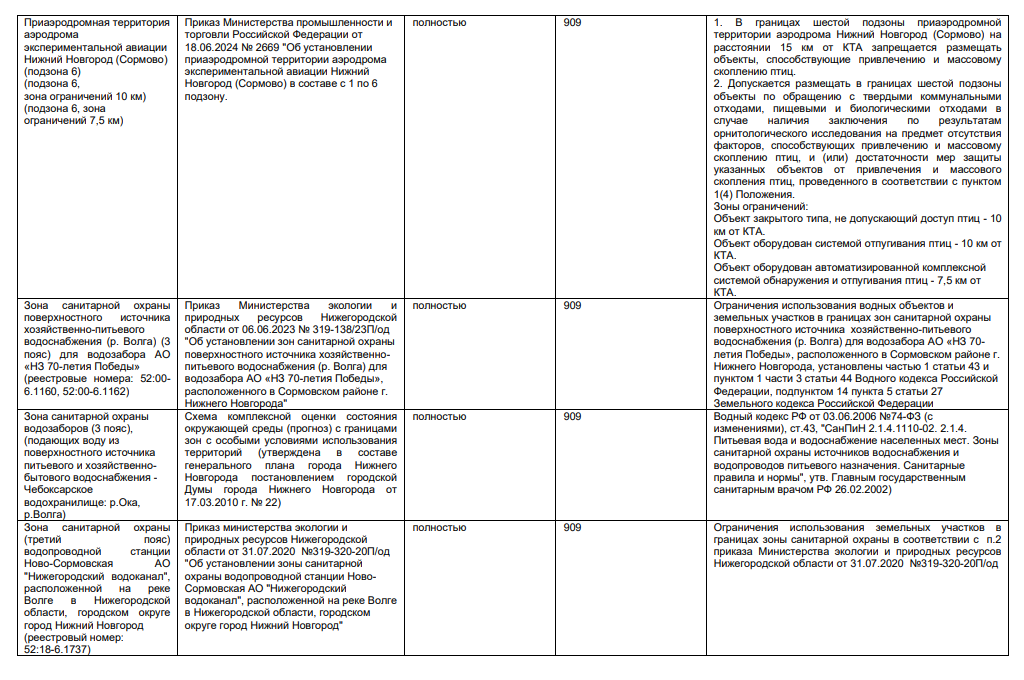 Приаэродромная территория
аэродрома
экспериментальной авиации
Нижний Новгород (Сормово)
(подзона 6)
(подзона 6,
зона ограничений 10 км)
(подзона 6, зона
ограничений 7,5 км)
Приказ Министерства промышленности и
торговли Российской Федерации от
18.06.2024 № 2669 "Об установлении
приаэродромной территории аэродрома
экспериментальной авиации Нижний
Новгород (Сормово) в составе с 1 по 6
подзону.
полностью
909
1. В границах шестой подзоны приаэродромной
территории аэродрома Нижний Новгород (Сормово) на
расстоянии 15 км от КТА запрещается размещать
объекты, способствующие привлечению и массовому
скоплению птиц.
2. Допускается размещать в границах шестой подзоны
объекты по обращению с твердыми коммунальными
отходами, пищевыми и биологическими отходами в
случае наличия заключения по результатам
орнитологического исследования на предмет отсутствия
факторов, способствующих привлечению и массовому
скоплению птиц, и (или) достаточности мер защиты
указанных объектов от привлечения и массового
скопления птиц, проведенного в соответствии с пунктом
1(4) Положения.
Зоны ограничений:
Объект закрытого типа, не допускающий доступ птиц - 10
км от КТА.
Объект оборудован системой отпугивания птиц - 10 км от
КТА.
Объект оборудован автоматизированной комплексной
системой обнаружения и отпугивания птиц - 7,5 км от
КТА.
Зона санитарной охраны
поверхностного источника
хозяйственно-питьевого
водоснабжения (р. Волга) (3
пояс) для водозабора АО
«НЗ 70-летия Победы»
(реестровые номера: 52:00-
6.1160, 52:00-6.1162)
Приказ Министерства экологии и
природных ресурсов Нижегородской
области от 06.06.2023 № 319-138/23П/од
"Об установлении зон санитарной охраны
поверхностного источника хозяйственно-
питьевого водоснабжения (р. Волга) для
водозабора АО «НЗ 70-летия Победы»,
расположенного в Сормовском районе г.
Нижнего Новгорода"
полностью
909
Ограничения использования водных объектов и
земельных участков в границах зон санитарной охраны
поверхностного источника хозяйственно-питьевого
водоснабжения (р. Волга) для водозабора АО «НЗ 70-
летия Победы», расположенного в Сормовском районе г.
Нижнего Новгорода, установлены частью 1 статьи 43 и
пунктом 1 части 3 статьи 44 Водного кодекса Российской
Федерации, подпунктом 14 пункта 5 статьи 27
Земельного кодекса Российской Федерации
Зона санитарной охраны
водозаборов (3 пояс),
(подающих воду из
поверхностного источника
питьевого и хозяйственно-
бытового водоснабжения -
Чебоксарское
водохранилище: р.Ока,
р.Волга)
Схема комплексной оценки состояния
окружающей среды (прогноз) с границами
зон с особыми условиями использования
территорий (утверждена в составе
генерального плана города Нижнего
Новгорода постановлением городской
Думы города Нижнего Новгорода от
17.03.2010 г. № 22)
полностью
909
Водный кодекс РФ от 03.06.2006 №74-ФЗ (с
изменениями), ст.43, "СанПиН 2.1.4.1110-02. 2.1.4.
Питьевая вода и водоснабжение населенных мест. Зоны
санитарной охраны источников водоснабжения и
водопроводов питьевого назначения. Санитарные
правила и нормы", утв. Главным государственным
санитарным врачом РФ 26.02.2002)
Зона санитарной охраны
(третий пояс)
водопроводной станции
Ново-Сормовская АО
"Нижегородский водоканал",
расположенной на реке
Волге в Нижегородской
области, городском округе
город Нижний Новгород
(реестровый номер:
52:18-6.1737)
Приказ министерства экологии и
природных ресурсов Нижегородской
области от 31.07.2020 №319-320-20П/од
"Об установлении зоны санитарной
охраны водопроводной станции Ново-
Сормовская АО "Нижегородский
водоканал", расположенной на реке Волге
в Нижегородской области, городском
округе город Нижний Новгород"
полностью
909
Ограничения использования земельных участков в
границах зоны санитарной охраны в соответствии с п.2
приказа Министерства экологии и природных ресурсов
Нижегородской области от 31.07.2020 №319-320-20П/од